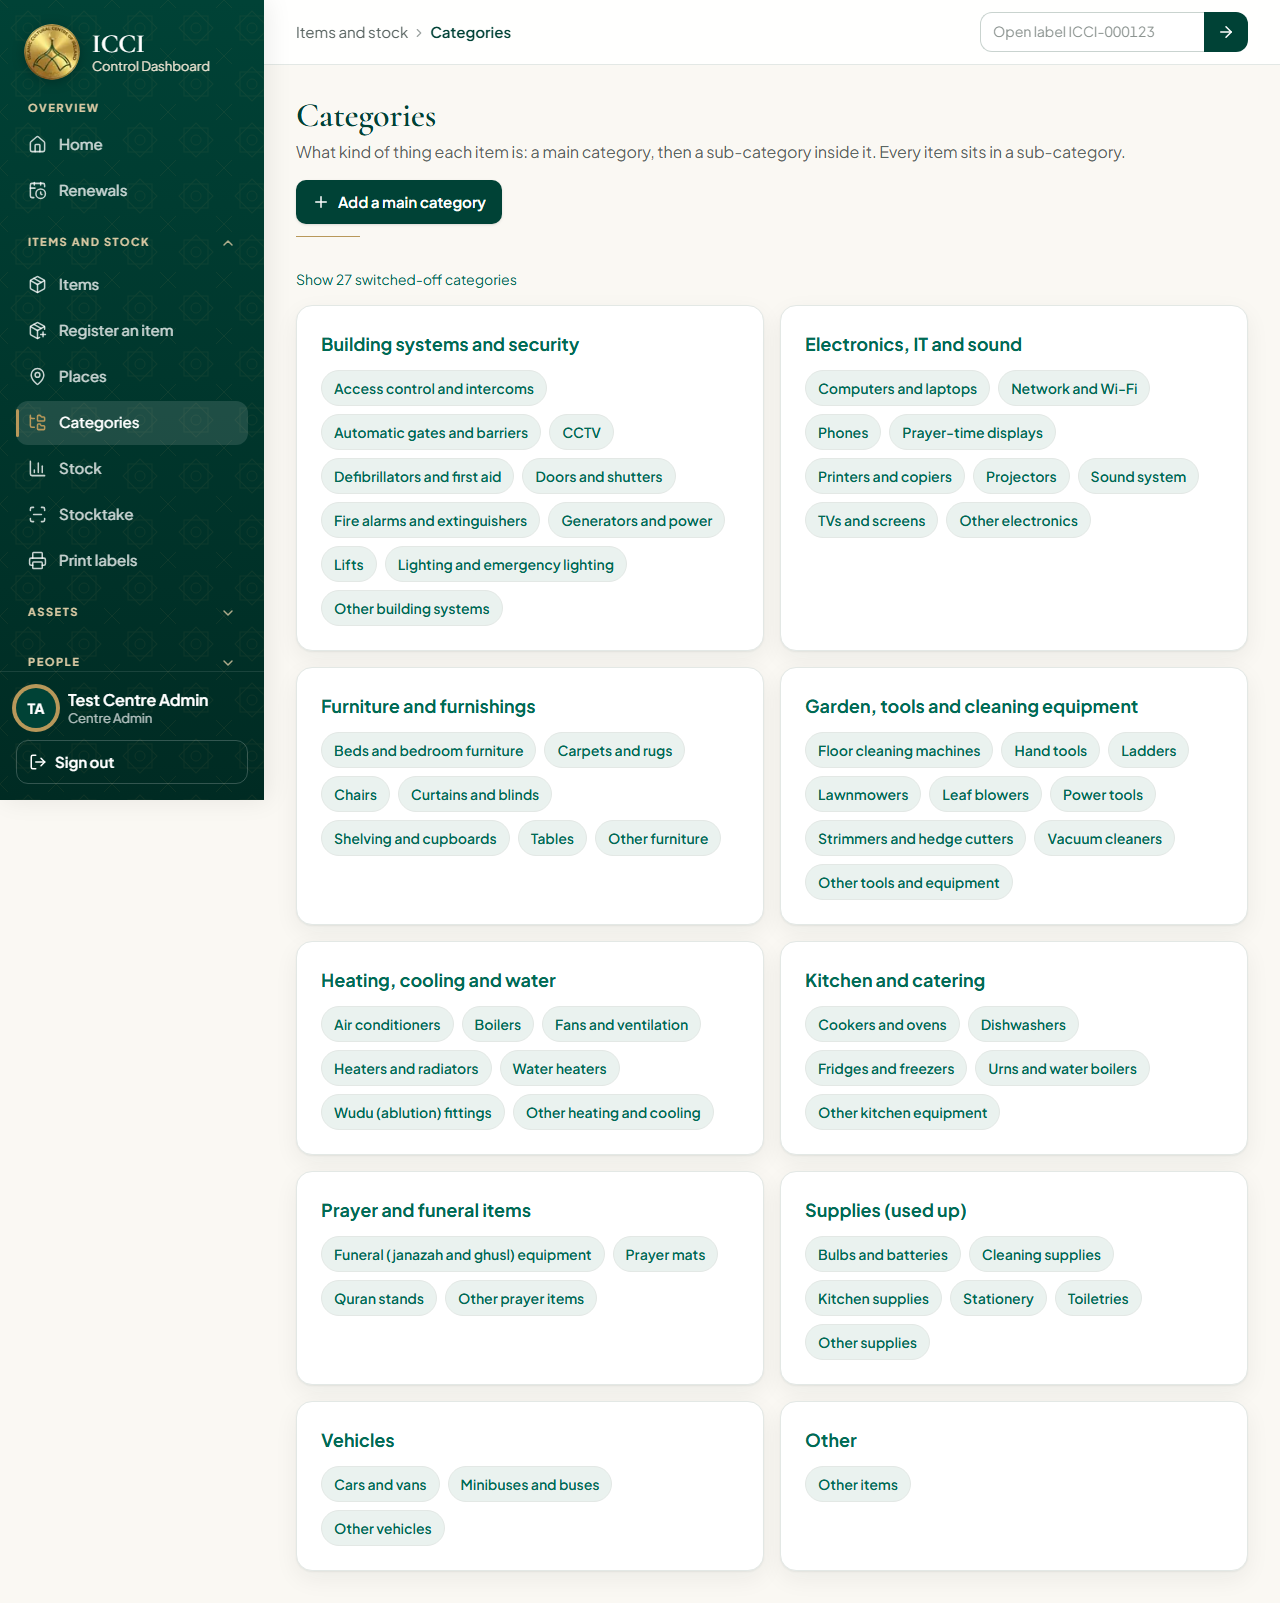 ICCI
Control Dashboard
OVERVIEW
Home
Renewals
ITEMS AND STOCK
Items
Register an item
Places
Categories
Stock
Stocktake
Print labels
ASSETS
PEOPLE
TA
Test Centre Admin
Centre Admin
Sign out
Items and stock > Categories
Open label ICCI-000123
Categories
What kind of thing each item is: a main category, then a sub-category inside it. Every item sits in a sub-category.
+ Add a main category
Show 27 switched-off categories
Building systems and security
Access control and intercoms
Automatic gates and barriers CCTV
Defibrillators and first aid Doors and shutters
Fire alarms and extinguishers Generators and power
Lifts Lighting and emergency lighting
Other building systems
Electronics, IT and sound
Computers and laptops Network and Wi-Fi
Phones Prayer-time displays
Printers and copiers Projectors Sound system
TVs and screens Other electronics
Furniture and furnishings
Beds and bedroom furniture Carpets and rugs
Chairs Curtains and blinds
Shelving and cupboards Tables Other furniture
Garden, tools and cleaning equipment
Floor cleaning machines Hand tools Ladders
Lawnmowers Leaf blowers Power tools
Strimmers and hedge cutters Vacuum cleaners
Other tools and equipment
Heating, cooling and water
Air conditioners Boilers Fans and ventilation
Heaters and radiators Water heaters
Wudu (ablution) fittings Other heating and cooling
Kitchen and catering
Cookers and ovens Dishwashers
Fridges and freezers Urns and water boilers
Other kitchen equipment
Prayer and funeral items
Funeral (janazah and ghusl) equipment Prayer mats
Quran stands Other prayer items
Supplies (used up)
Bulbs and batteries Cleaning supplies
Kitchen supplies Stationery Toiletries
Other supplies
Vehicles
Cars and vans Minibuses and buses
Other vehicles
Other
Other items